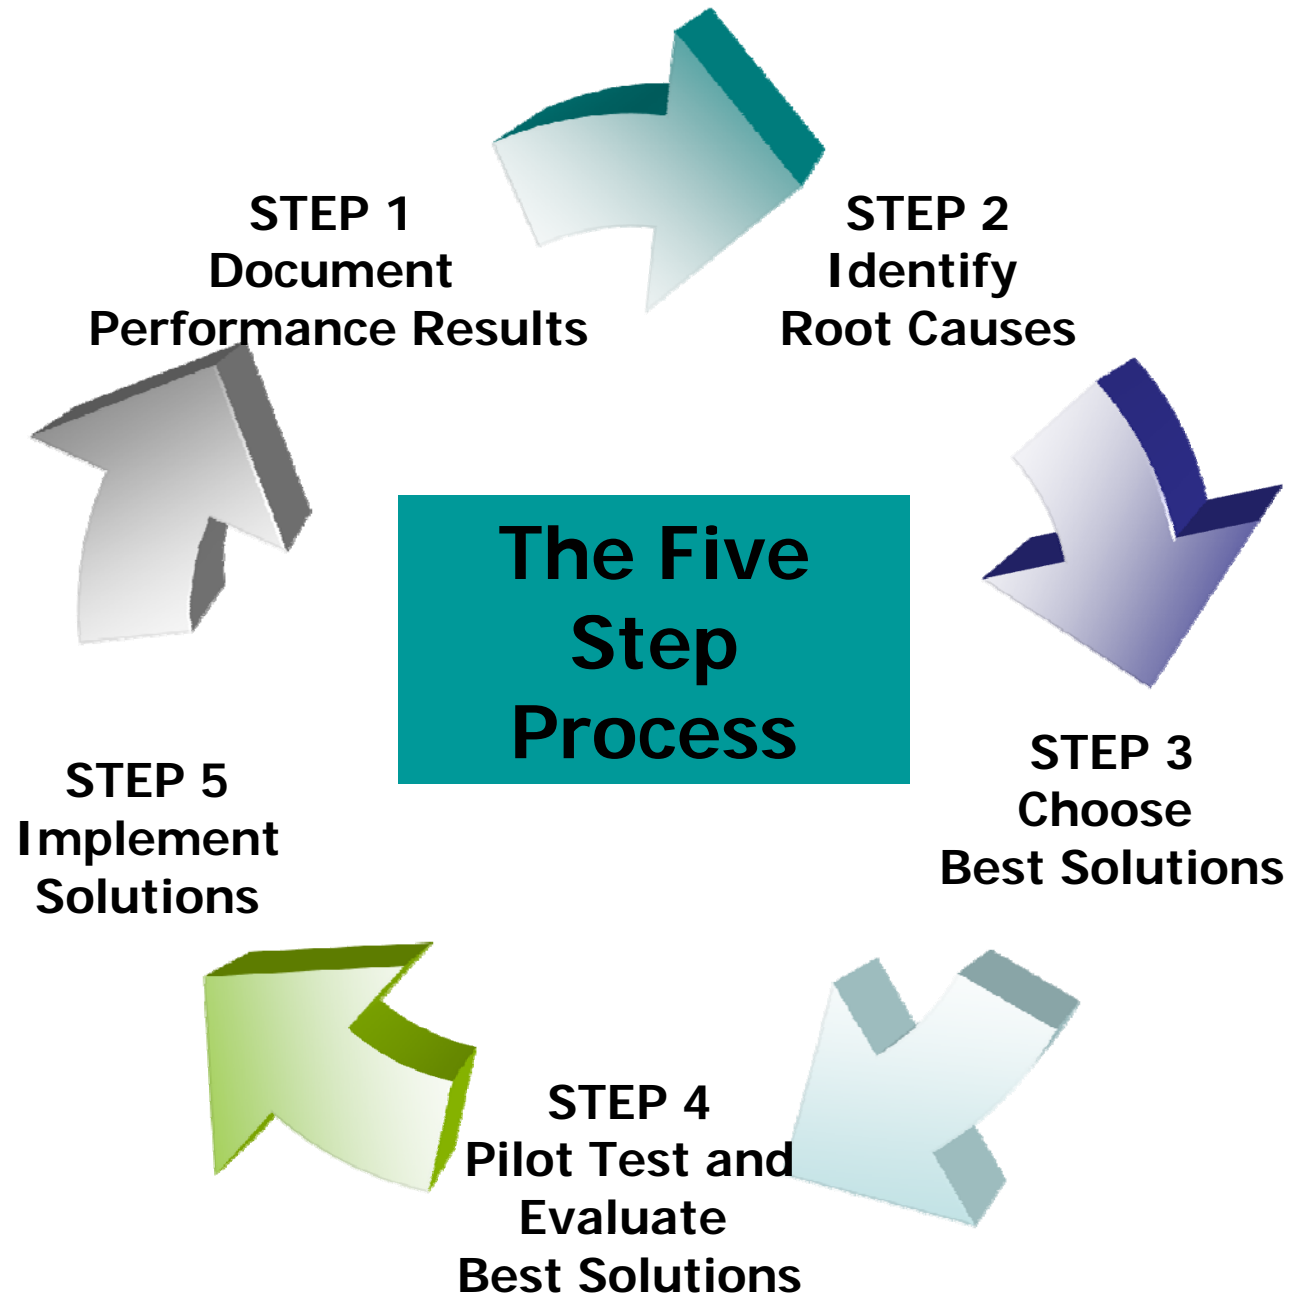 STEP 1
Document
Performance Results
STEP 2
Identify
Root Causes
The Five
Step
Process
STEP 3
Choose
Best Solutions
STEP 4
Pilot Test and
Evaluate
Best Solutions
STEP 5
Implement
Solutions